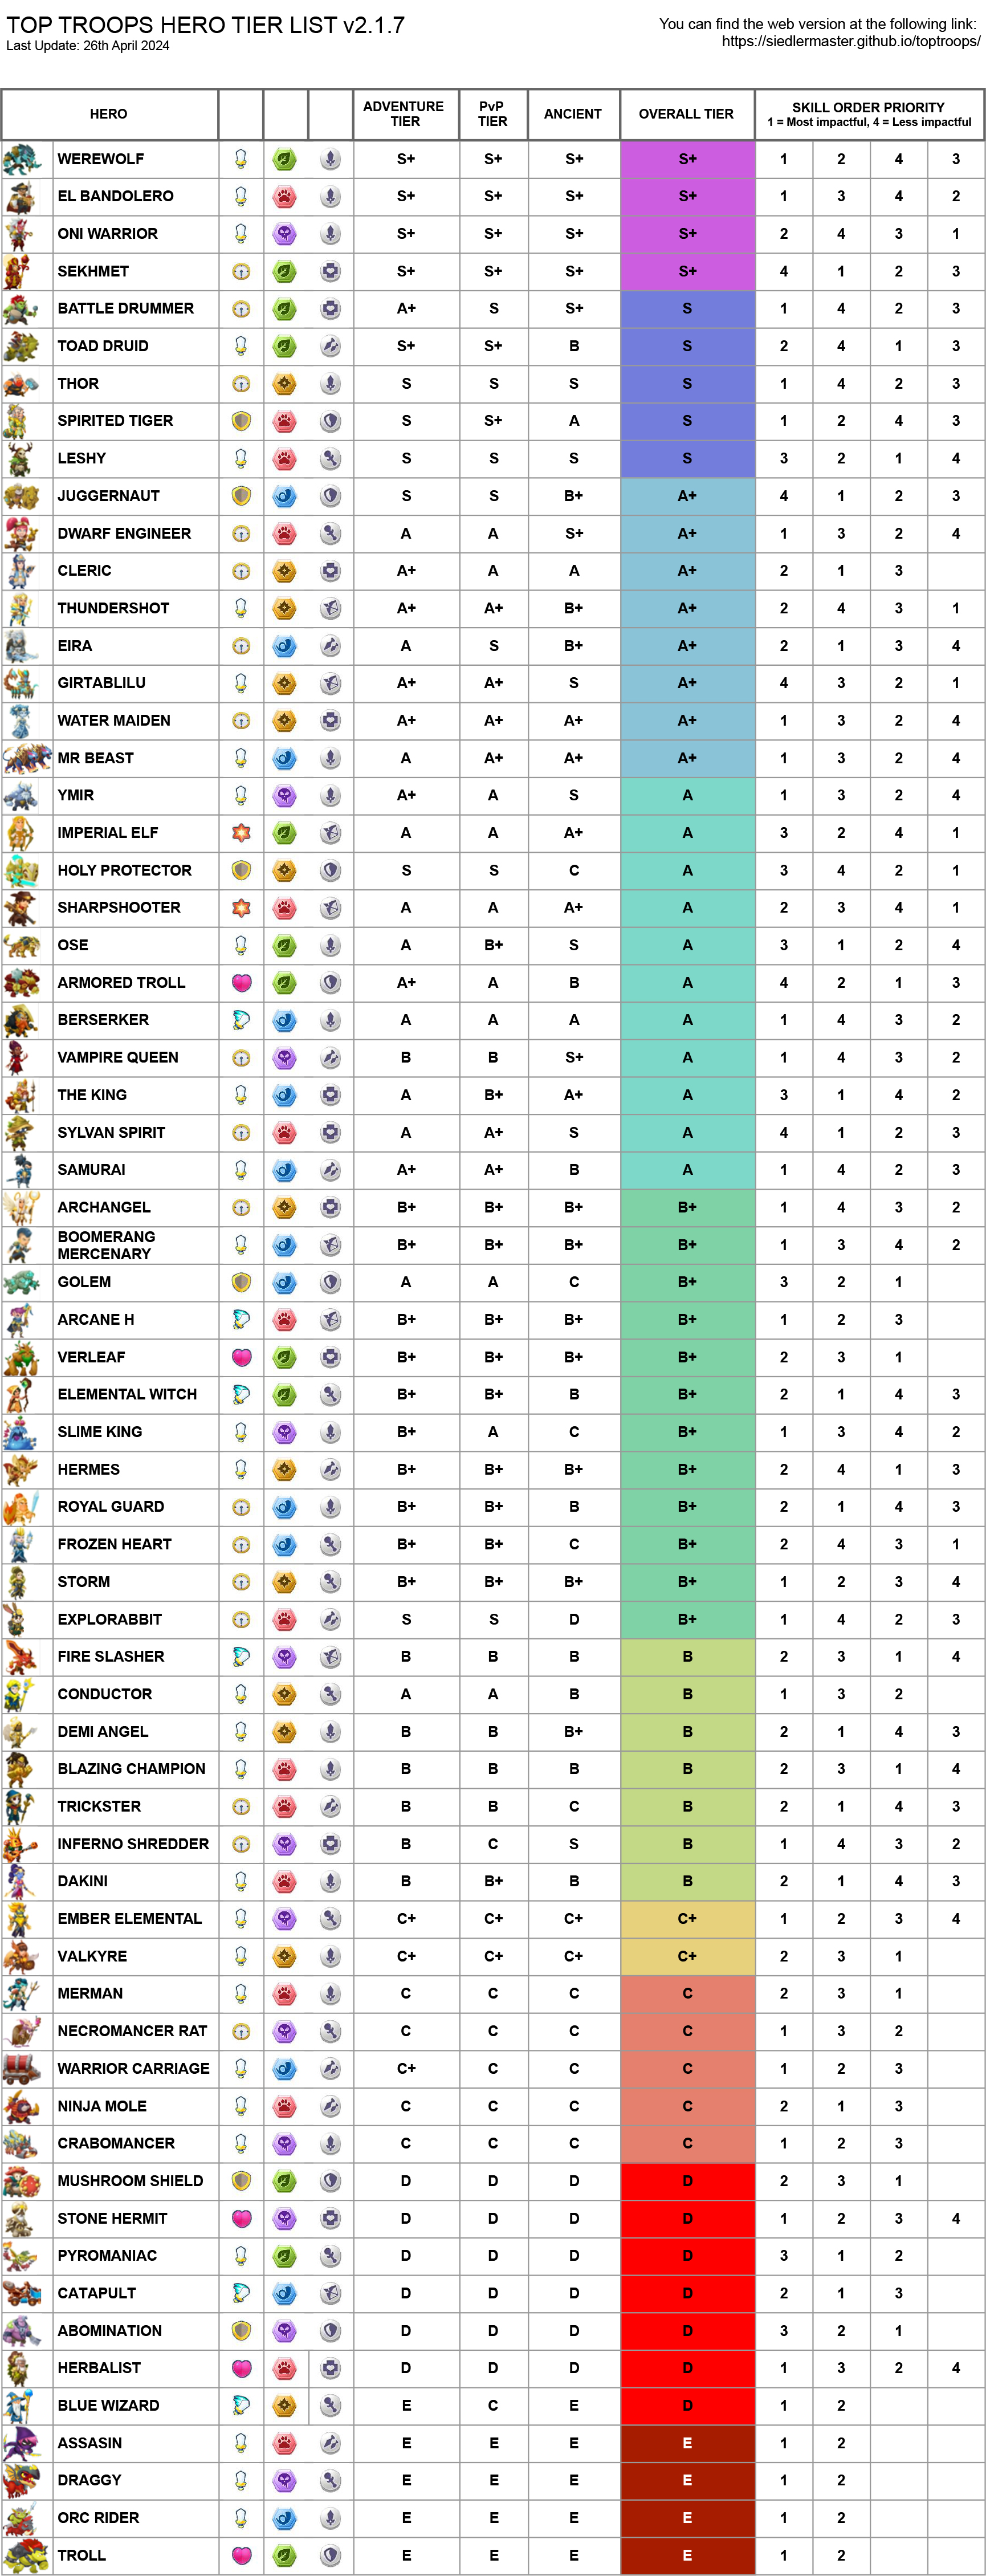 TOP TROOPS HERO TIER LIST v2.1.7
Last Update: 26th April 2024
You can find the web version at the following link:
https://siedlermaster.github.io/toptroops/
HERO ADVENTURE TIER PvP TIER ANCIENT OVERALL TIER SKILL ORDER PRIORITY
1 = Most impactful, 4 = Less impactful
WEREWOLF S+ S+ S+ S+ 1 2 4 3
EL BANDOLERO S+ S+ S+ S+ 1 3 4 2
ONI WARRIOR S+ S+ S+ S+ 2 4 3 1
SEKHMET S+ S+ S+ S+ 4 1 2 3
BATTLE DRUMMER A+ S S+ S 1 4 2 3
TOAD DRUID S+ S+ B S 2 4 1 3
THOR S S S S 1 4 2 3
SPIRITED TIGER S S+ A S 1 2 4 3
LESHY S S S S 3 2 1 4
JUGGERNAUT S S B+ A+ 4 1 2 3
DWARF ENGINEER A A S+ A+ 1 3 2 4
CLERIC A+ A A A+ 2 1 3
THUNDERSHOT A+ A+ B+ A+ 2 4 3 1
EIRA A S B+ A+ 2 1 3 4
GIRTABLILU A+ A+ S A+ 4 3 2 1
WATER MAIDEN A+ A+ A+ A+ 1 3 2 4
MR BEAST A A+ A+ A+ 1 3 2 4
YMIR A+ A S A 1 3 2 4
IMPERIAL ELF A A A+ A 3 2 4 1
HOLY PROTECTOR S S C A 3 4 2 1
SHARPSHOOTER A A A+ A 2 3 4 1
OSE A B+ S A 3 1 2 4
ARMORED TROLL A+ A B A 4 2 1 3
BERSERKER A A A A 1 4 3 2
VAMPIRE QUEEN B B S+ A 1 4 3 2
THE KING A B+ A+ A 3 1 4 2
SYLVAN SPIRIT A A+ S A 4 1 2 3
SAMURAI A+ A+ B A 1 4 2 3
ARCHANGEL B+ B+ B+ B+ 1 4 3 2
BOOMERANG MERCENARY B+ B+ B+ B+ 1 3 4 2
GOLEM A A C B+ 3 2 1
ARCANE H B+ B+ B+ B+ 1 2 3
VERLEAF B+ B+ B+ B+ 2 3 1
ELEMENTAL WITCH B+ B+ B B+ 2 1 4 3
SLIME KING B+ A C B+ 1 3 4 2
HERMES B+ B+ B+ B+ 2 4 1 3
ROYAL GUARD B+ B+ B B+ 2 1 4 3
FROZEN HEART B+ B+ C B+ 2 4 3 1
STORM B+ B+ B+ B+ 1 2 3 4
EXPLORABBIT S S D B+ 1 4 2 3
FIRE SLASHER B B B B 2 3 1 4
CONDUCTOR A A B B 1 3 2
DEMI ANGEL B B B+ B 2 1 4 3
BLAZING CHAMPION B B B B 2 3 1 4
TRICKSTER B B C B 2 1 4 3
INFERNO SHREDDER B C S B 1 4 3 2
DAKINI B B+ B B 2 1 4 3
EMBER ELEMENTAL C+ C+ C+ C+ 1 2 3 4
VALKYRE C+ C+ C+ C+ 2 3 1
MERMAN C C C C 2 3 1
NECROMANCER RAT C C C C 1 3 2
WARRIOR CARRIAGE C+ C C C 1 2 3
NINJA MOLE C C C C 2 1 3
CRABOMANCER C C C C 1 2 3
MUSHROOM SHIELD D D D D 2 3 1
STONE HERMIT D D D D 1 2 3 4
PYROMANIAC D D D D 3 1 2
CATAPULT D D D D 2 1 3
ABOMINATION D D D D 3 2 1
HERBALIST D D D D 1 3 2 4
BLUE WIZARD E C E D 1 2
ASSASIN E E E E 1 2
DRAGGY E E E E 1 2
ORC RIDER E E E E 1 2
TROLL E E E E 1 2